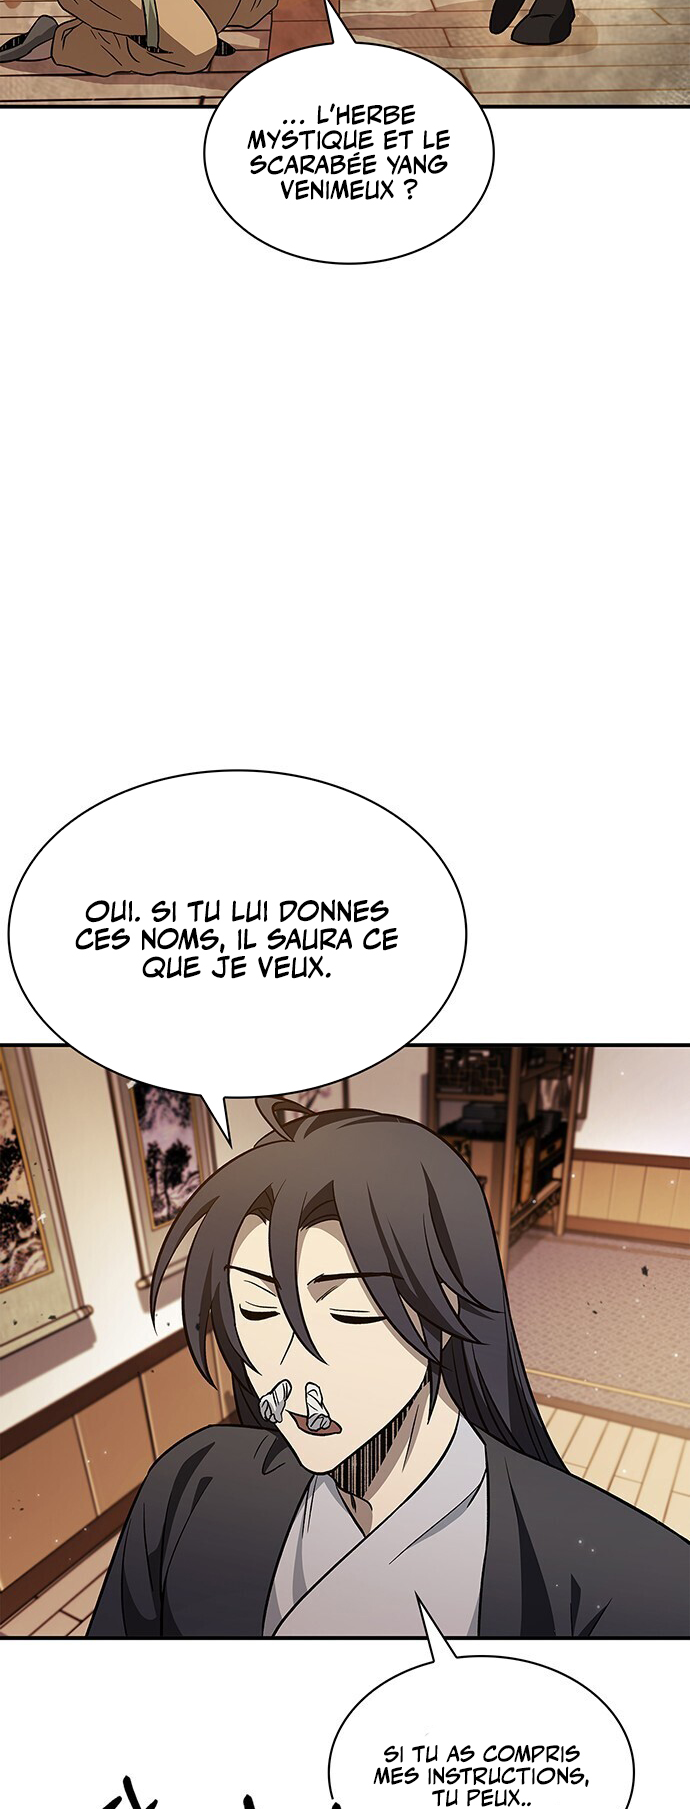 ... L'HERBE
MYSTIQUE ET LE
SCARABÉE YANG
VENIMEUX ?
OUI. SI TU LUI DONNES
CES NOMS, IL SAURA CE
QUE JE VEUX.
SI TU AS COMPRIS
MES INSTRUCTIONS,
TU PEUX..